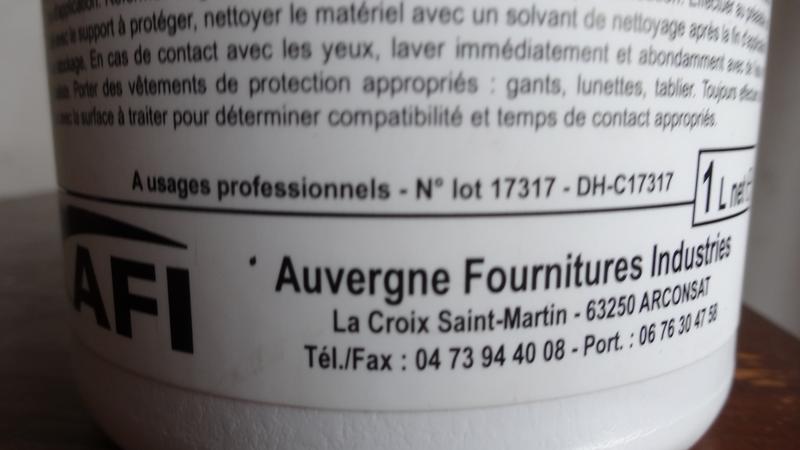 support à protéger, nettoyer le matériel avec un solvant de nettoyage après la fin
En cas de contact avec les yeux, laver immédiatement et abondamment avec
Porter des vêtements de protection appropriés : gants, lunettes, tablier. Toujours
surface à traiter pour déterminer compatibilité et temps de contact appropriés.
A usages professionnels - N° lot 17317 - DH-C17317
1 L net
AFI
Auvergne Fournitures Industries
La Croix Saint-Martin - 63250 ARCONSAT
Tél./Fax : 04 73 94 40 08 - Port. : 06 76 30 47 58